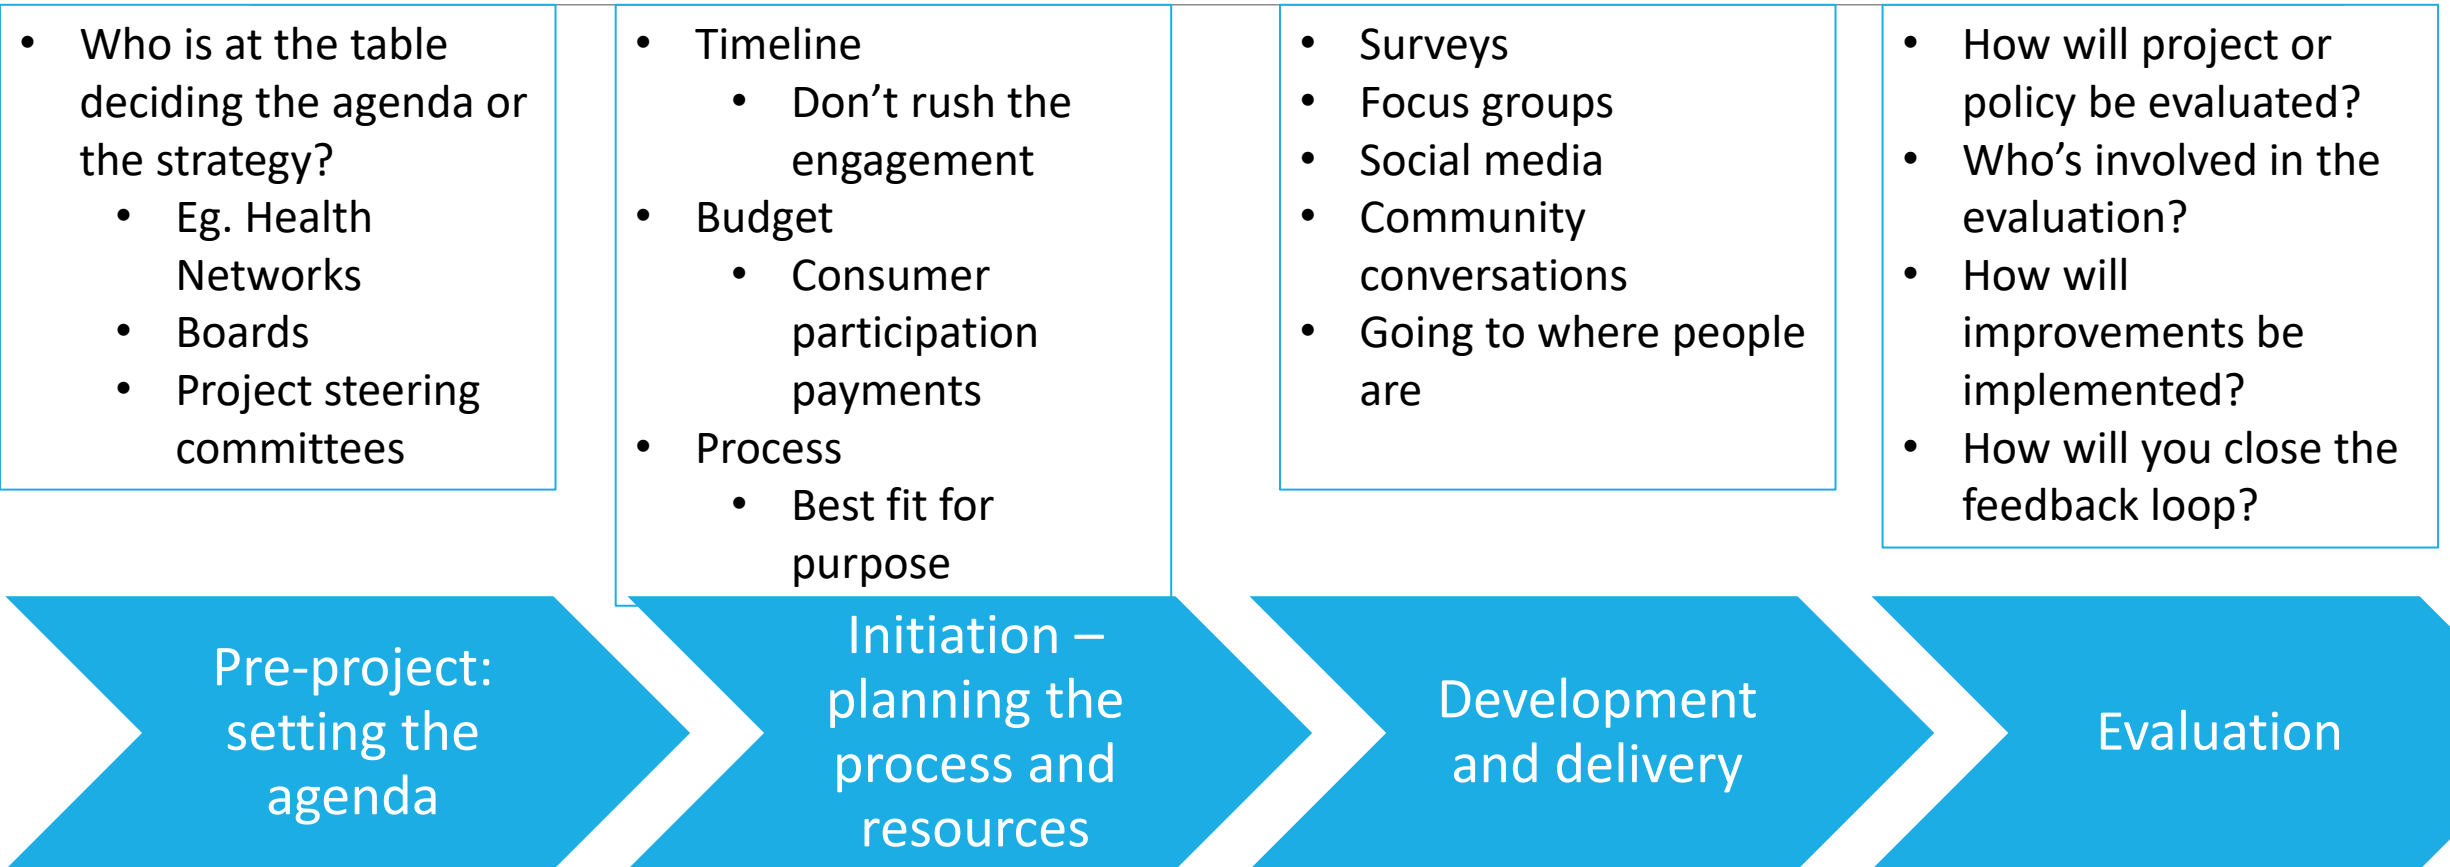 • Who is at the table
deciding the agenda or
the strategy?
• Eg. Health
Networks
• Boards
• Project steering
committees
• Timeline
• Don’t rush the
engagement
• Budget
• Consumer
participation
payments
• Process
• Best fit for
purpose
• Surveys
• Focus groups
• Social media
• Community
conversations
• Going to where people
are
• How will project or
policy be evaluated?
• Who’s involved in the
evaluation?
• How will
improvements be
implemented?
• How will you close the
feedback loop?
Pre-project:
setting the
agenda
Initiation –
planning the
process and
resources
Development
and delivery
Evaluation